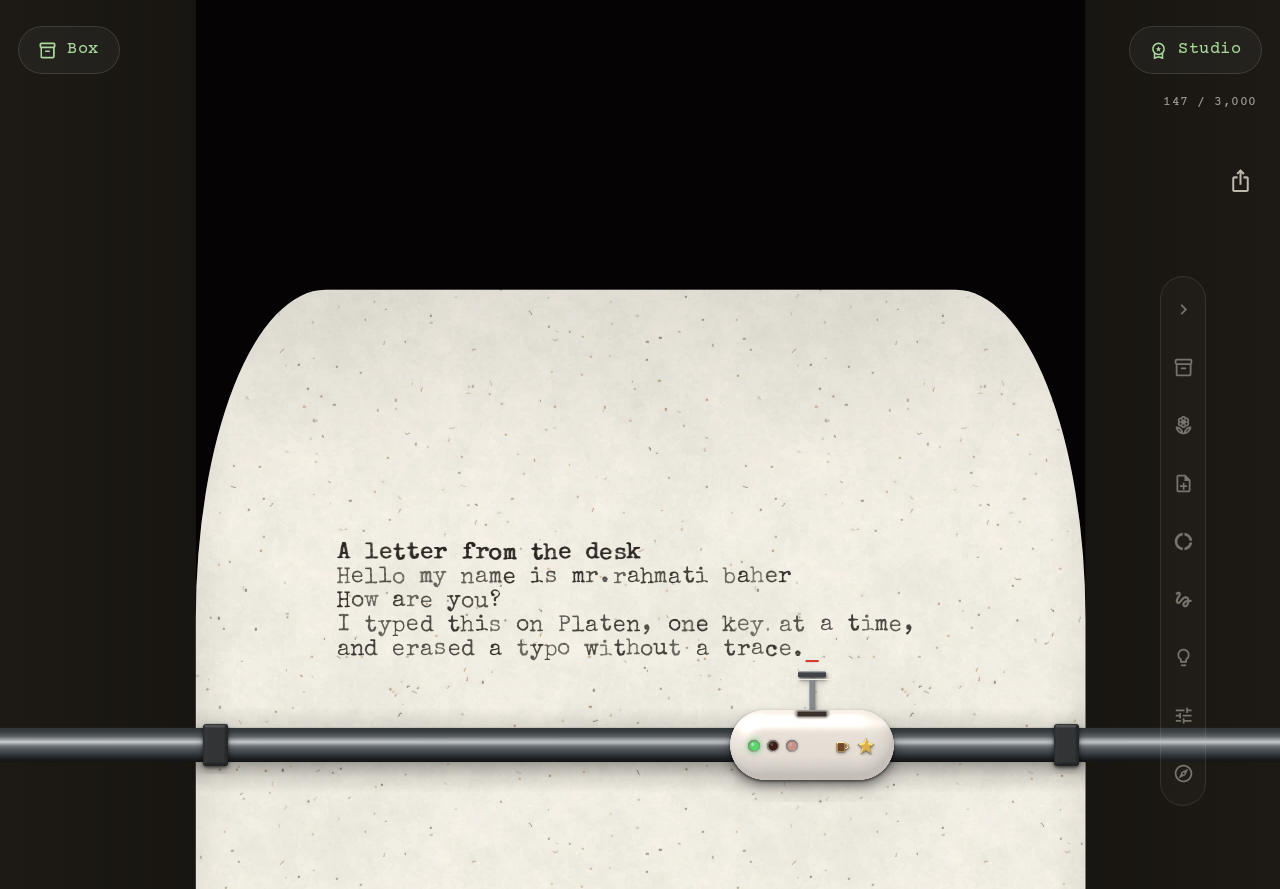 Box
Studio
147 / 3,000
A letter from the desk
Hello my name is mr.rahmati baher
How are you?
I typed this on Platen, one key at a time,
and erased a typo without a trace.